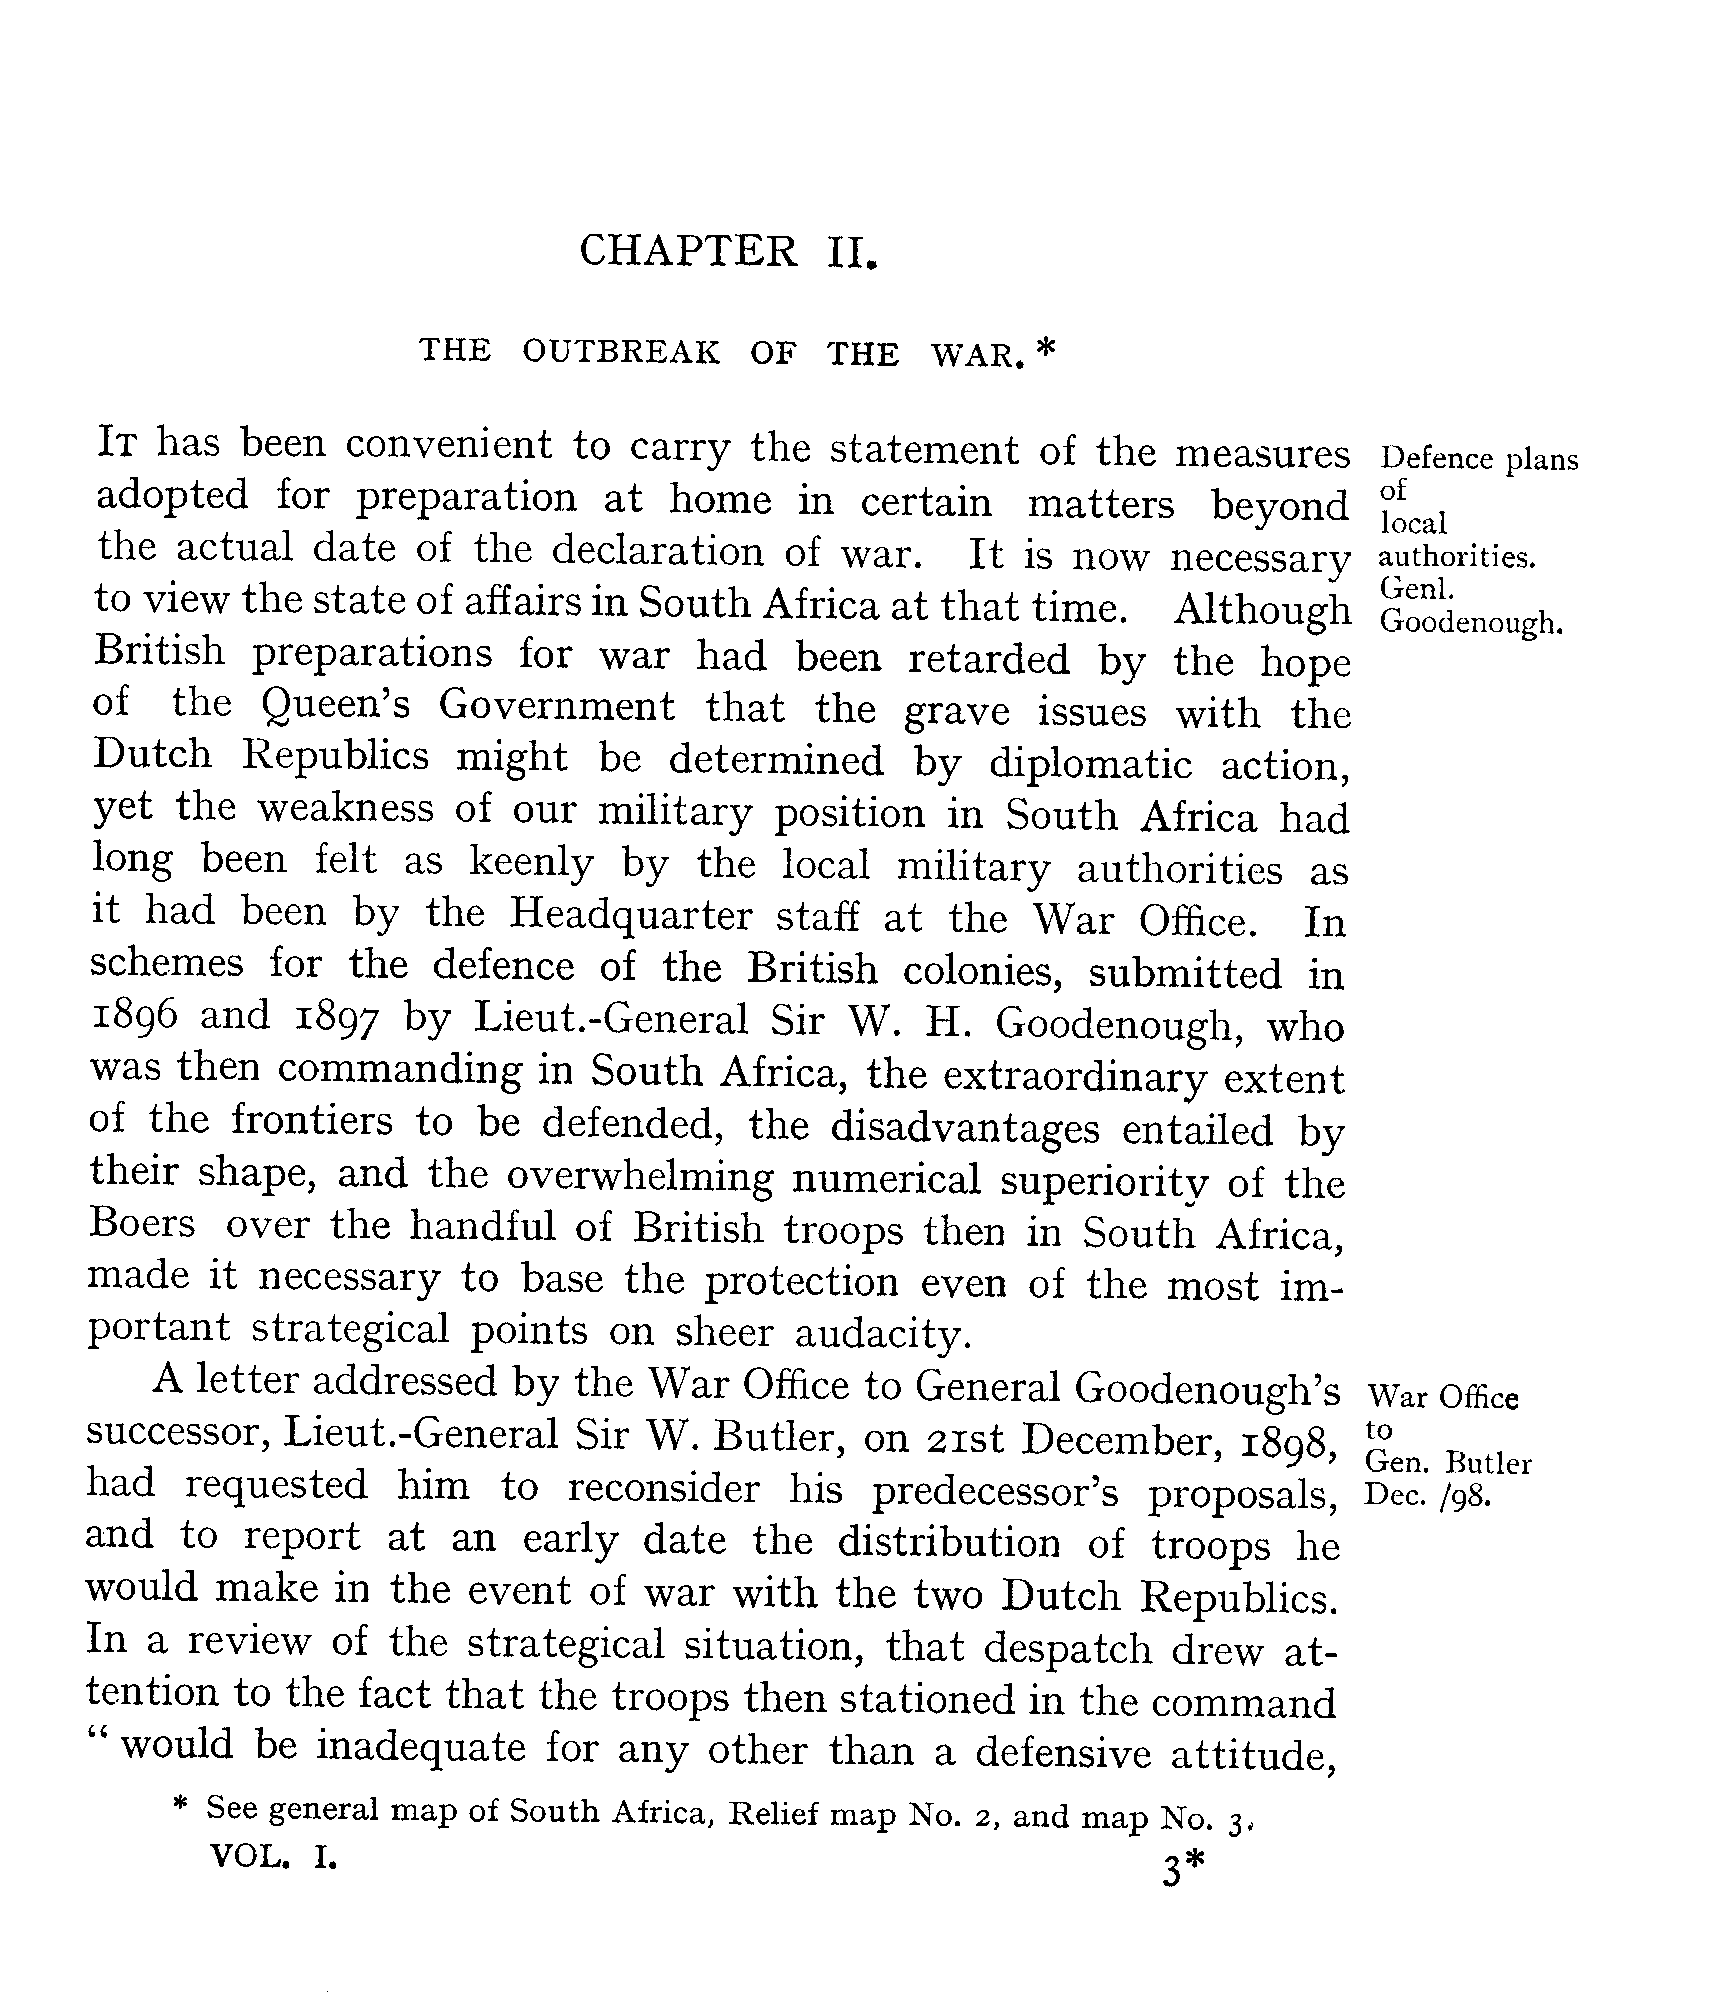 CHAPTER II.
THE OUTBREAK OF THE WAR.*
IT has been convenient to carry the statement of the measures
adopted for preparation at home in certain matters beyond
the actual date of the declaration of war. It is now necessary
to view the state of affairs in South Africa at that time. Although
British preparations for war had been retarded by the hope
of the Queen's Government that the grave issues with the
Dutch Republics might be determined by diplomatic action,
yet the weakness of our military position in South Africa had
long been felt as keenly by the local military authorities as
it had been by the Headquarter staff at the War Office. In
schemes for the defence of the British colonies, submitted in
1896 and 1897 by Lieut.-General Sir W. H. Goodenough, who
was then commanding in South Africa, the extraordinary extent
of the frontiers to be defended, the disadvantages entailed by
their shape, and the overwhelming numerical superiority of the
Boers over the handful of British troops then in South Africa,
made it necessary to base the protection even of the most im-
portant strategical points on sheer audacity.
Defence plans
of
local
authorities.
Genl.
Goodenough.
A letter addressed by the War Office to General Goodenough's
successor, Lieut.-General Sir W. Butler, on 21st December, 1898,
had requested him to reconsider his predecessor's proposals,
and to report at an early date the distribution of troops he
would make in the event of war with the two Dutch Republics.
In a review of the strategical situation, that despatch drew at-
tention to the fact that the troops then stationed in the command
“ would be inadequate for any other than a defensive attitude,
War Office
to
Gen. Butler
Dec. /98.
* See general map of South Africa, Relief map No. 2, and map No. 3.
VOL. I.
3*